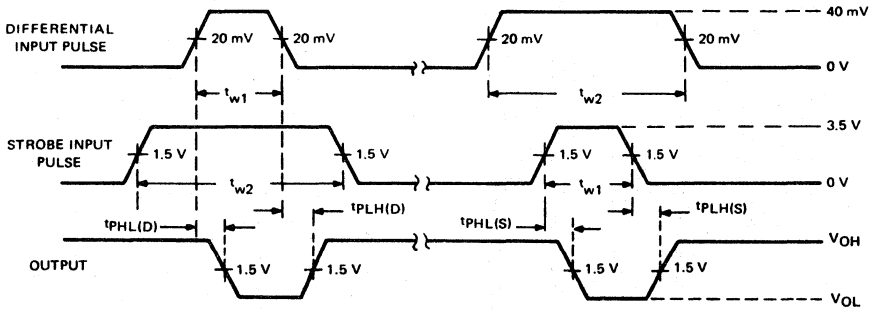 DIFFERENTIAL
INPUT PULSE
20 mV
20 mV
20 mV
20 mV
40 mV
0 V
tw1
tw2
STROBE INPUT
PULSE
1.5 V
1.5 V
1.5 V
1.5 V
3.5 V
0 V
tw2
tw1
tPHL(D)
tPLH(D)
tPHL(S)
tPLH(S)
OUTPUT
1.5 V
1.5 V
1.5 V
1.5 V
VOH
VOL